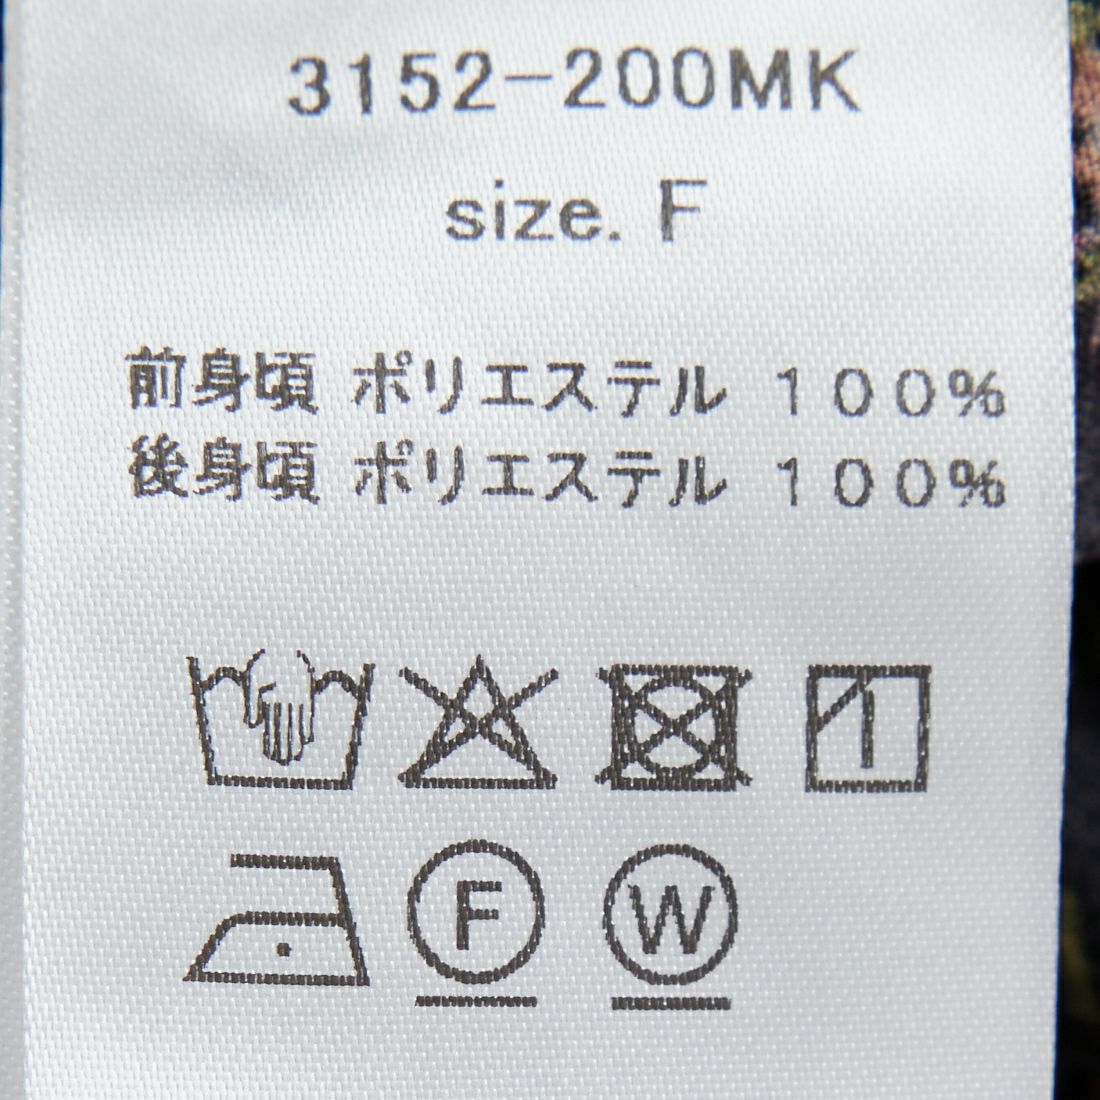 3152-200MK
size. F
前身頃 ポリエステル 100%
後身頃 ポリエステル 100%
F W